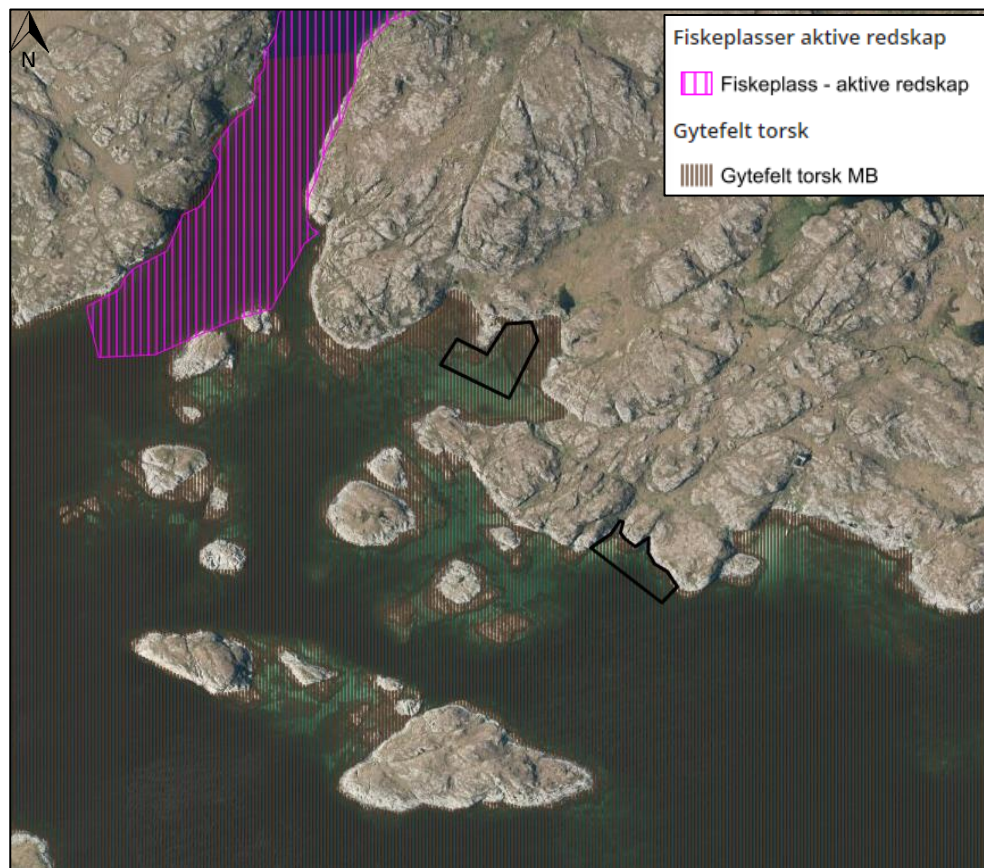 N
Fiskeplasser aktive redskap
Fiskeplass - aktive redskap
Gytefelt torsk
Gytefelt torsk MB